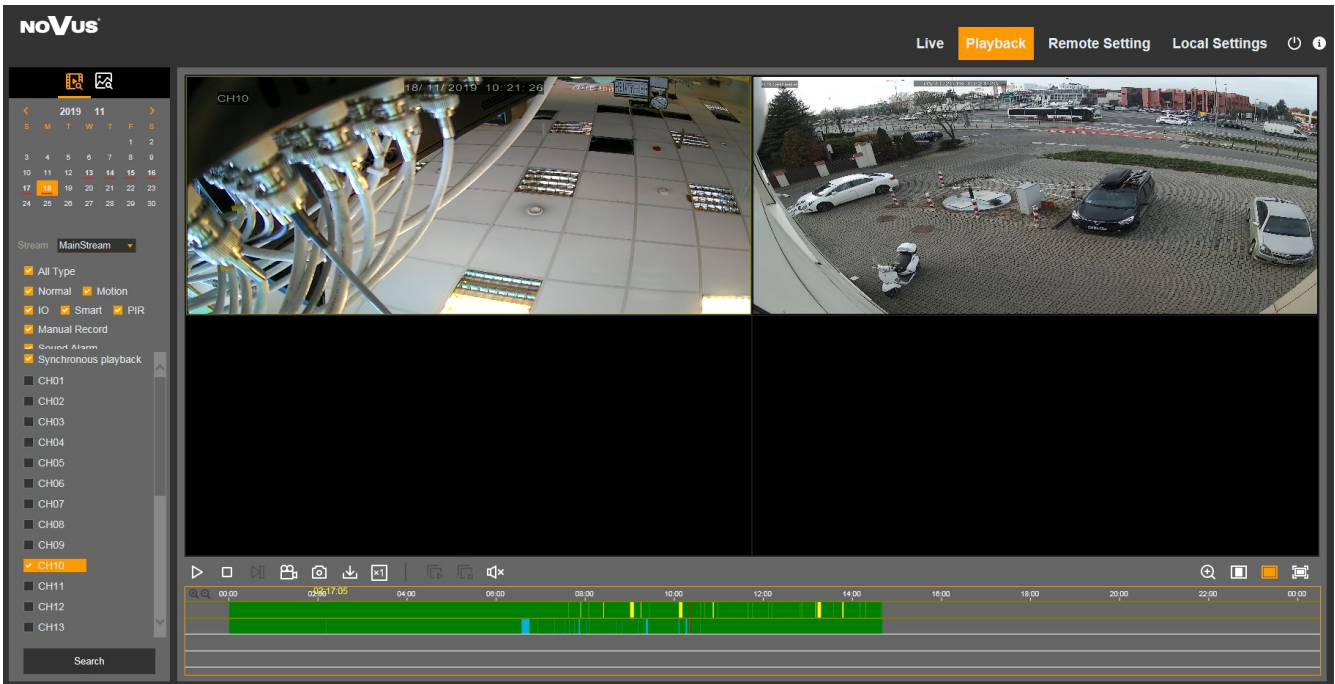 NOVUS
Live Playback Remote Setting Local Settings
2019 11
S M T W T F S
1 2
3 4 5 6 7 8 9
10 11 12 13 14 15 16
17 18 19 20 21 22 23
24 25 26 27 28 29 30
Stream MainStream
All Type
Normal Motion
IO Smart PIR
Manual Record
Sound Alarm
Synchronous playback
CH01
CH02
CH03
CH04
CH05
CH06
CH07
CH08
CH09
CH10
CH11
CH12
CH13
Search
CH10
18/11/2019 10:21:26
×1
00:00 04:00 06:00 08:00 10:00 12:00 14:00 16:00 18:00 20:00 22:00 00:00